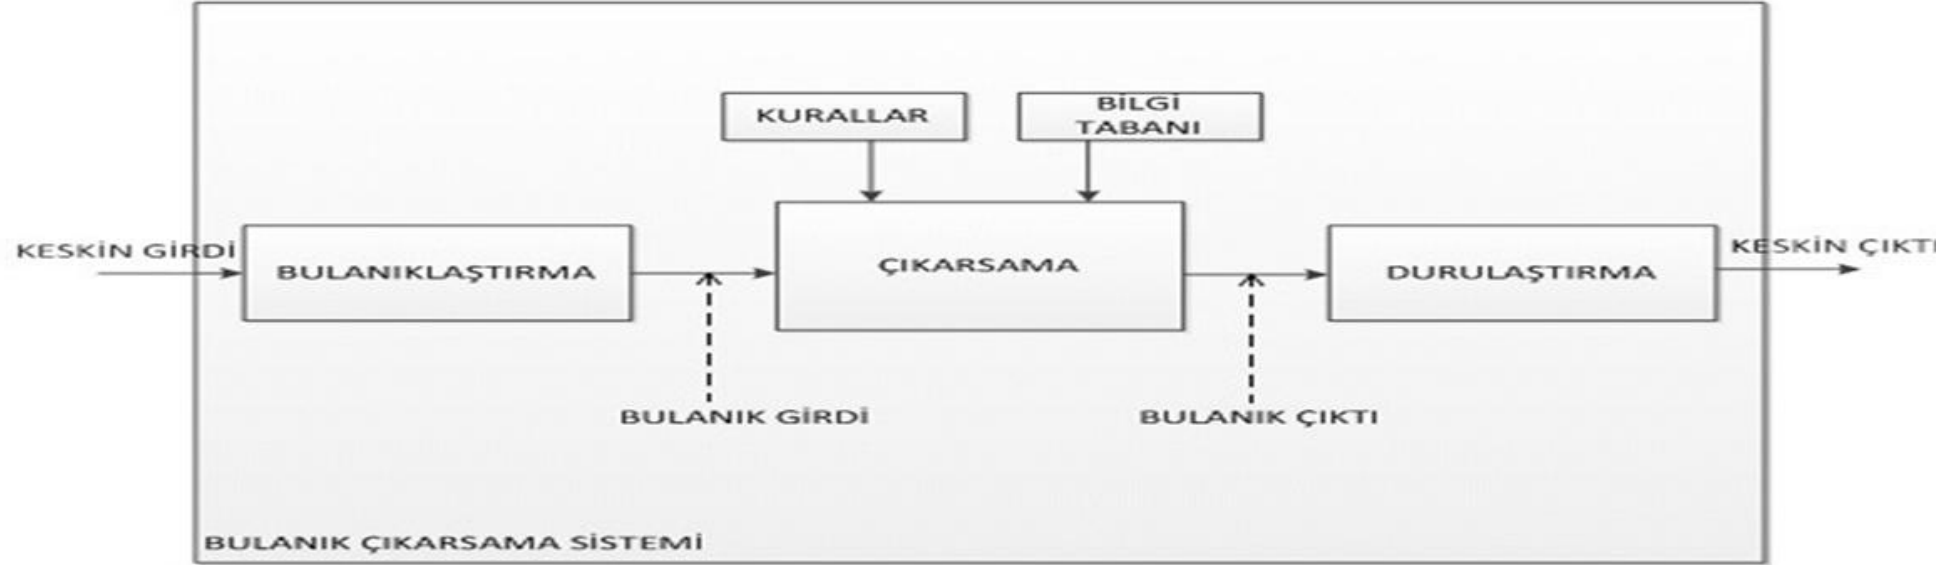 KURALLAR
BİLGİ
TABANI
KESKİN GİRDİ
BULANIKLAŞTIRMA
ÇIKARSAMA
DURULAŞTIRMA
KESKİN ÇIKTI
BULANIK GİRDİ
BULANIK ÇIKTI
BULANIK ÇIKARSAMA SİSTEMİ